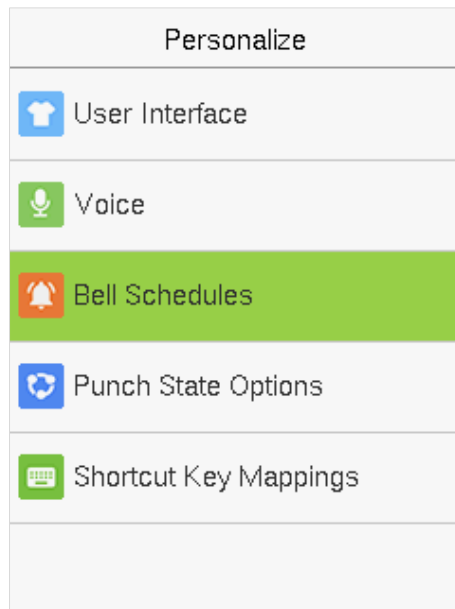 Personalize
User Interface
Voice
Bell Schedules
Punch State Options
Shortcut Key Mappings